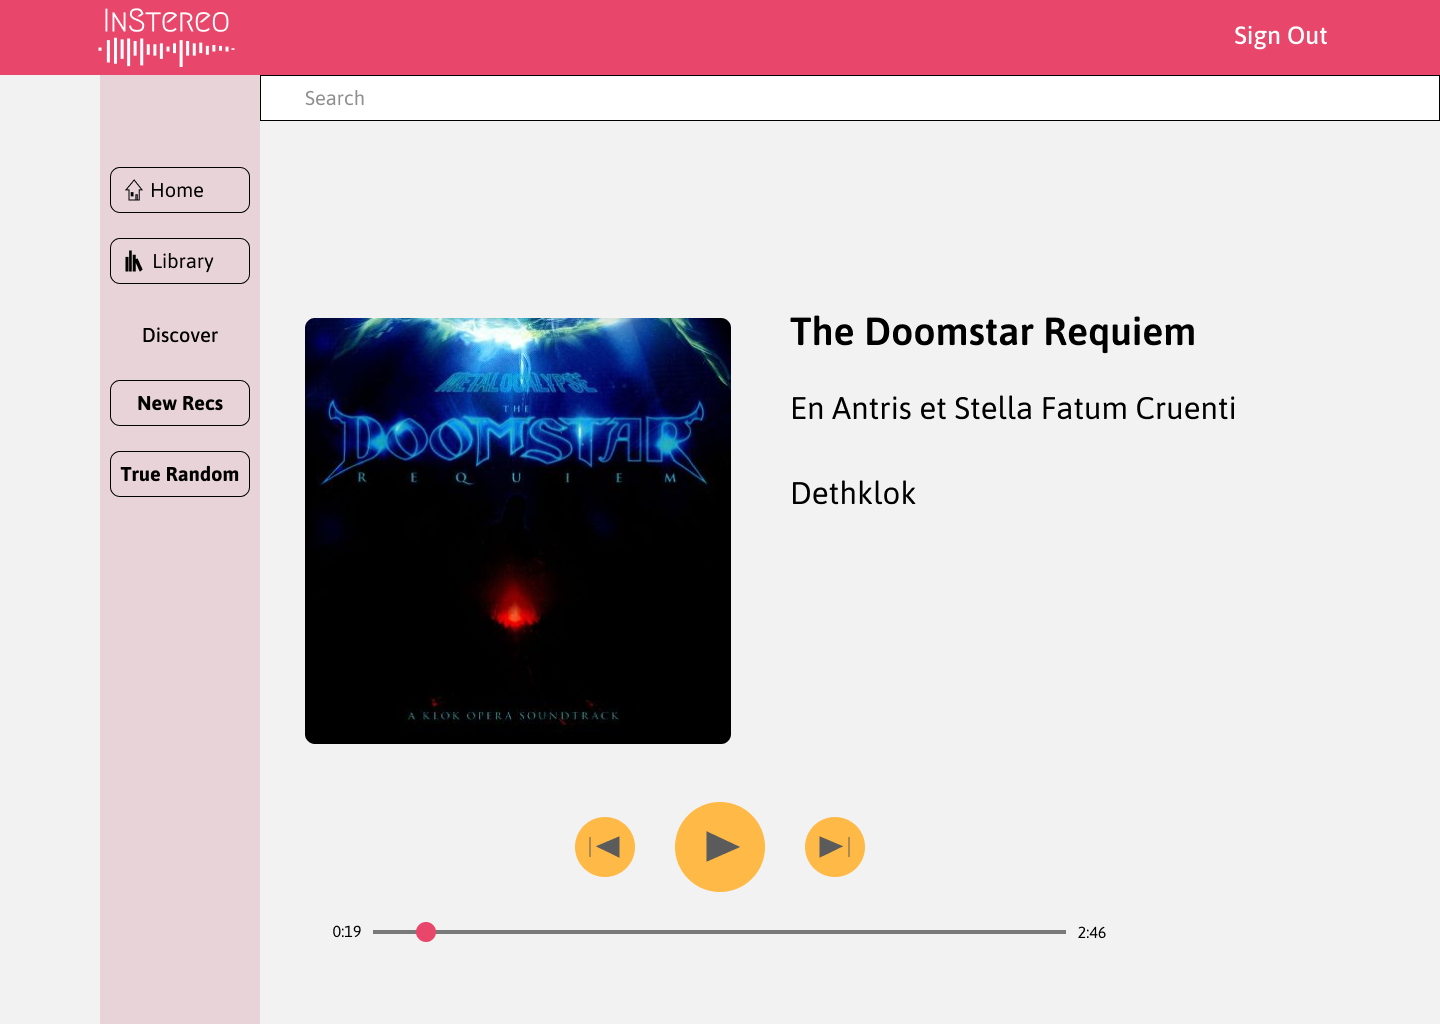 InStereo
Sign Out
Search
Home
Library
Discover
New Recs
True Random
METALOCALYPSE
THE
DOOMSTAR
REQUIEM
A KLOK OPERA SOUNDTRACK
The Doomstar Requiem
En Antris et Stella Fatum Cruenti
Dethklok
0:19
2:46